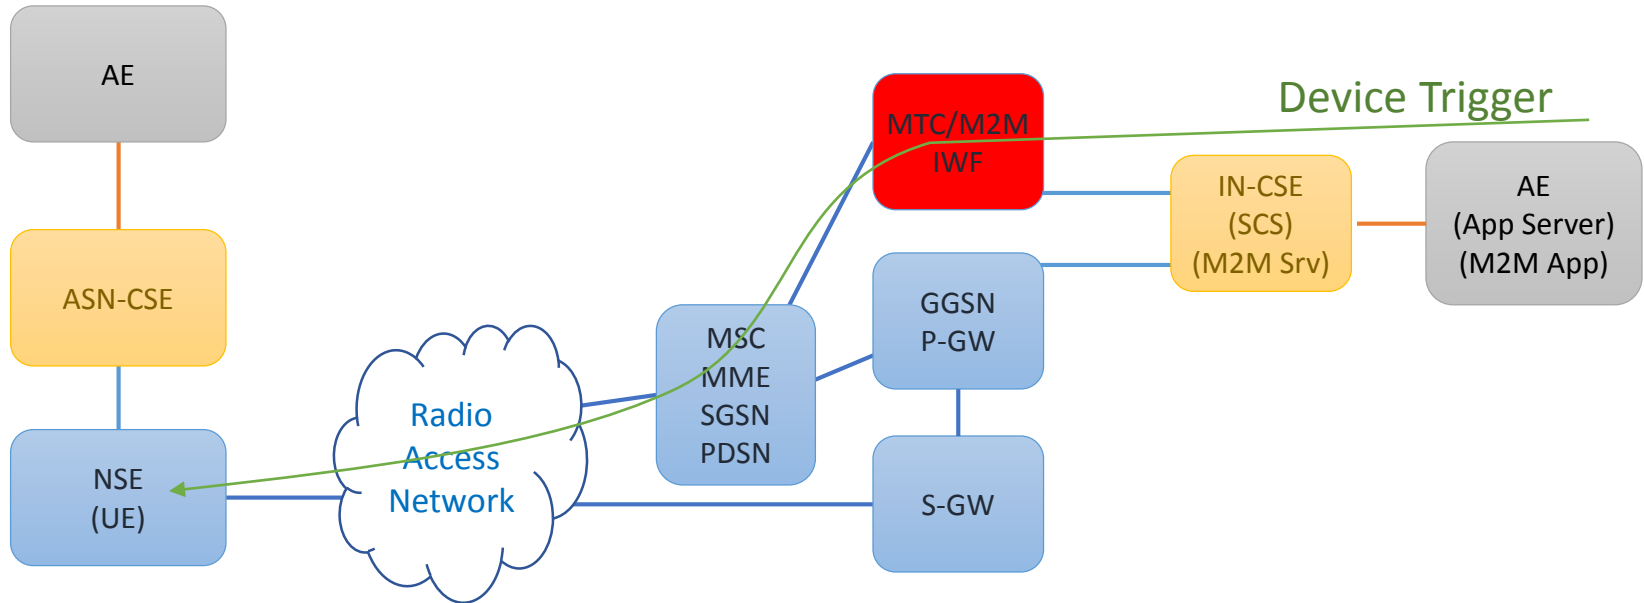 AE
ASN-CSE
NSE
(UE)
Radio
Access
Network
MSC
MME
SGSN
PDSN
MTC/M2M
IWF
GGSN
P-GW
S-GW
Device Trigger
IN-CSE
(SCS)
(M2M Srv)
AE
(App Server)
(M2M App)